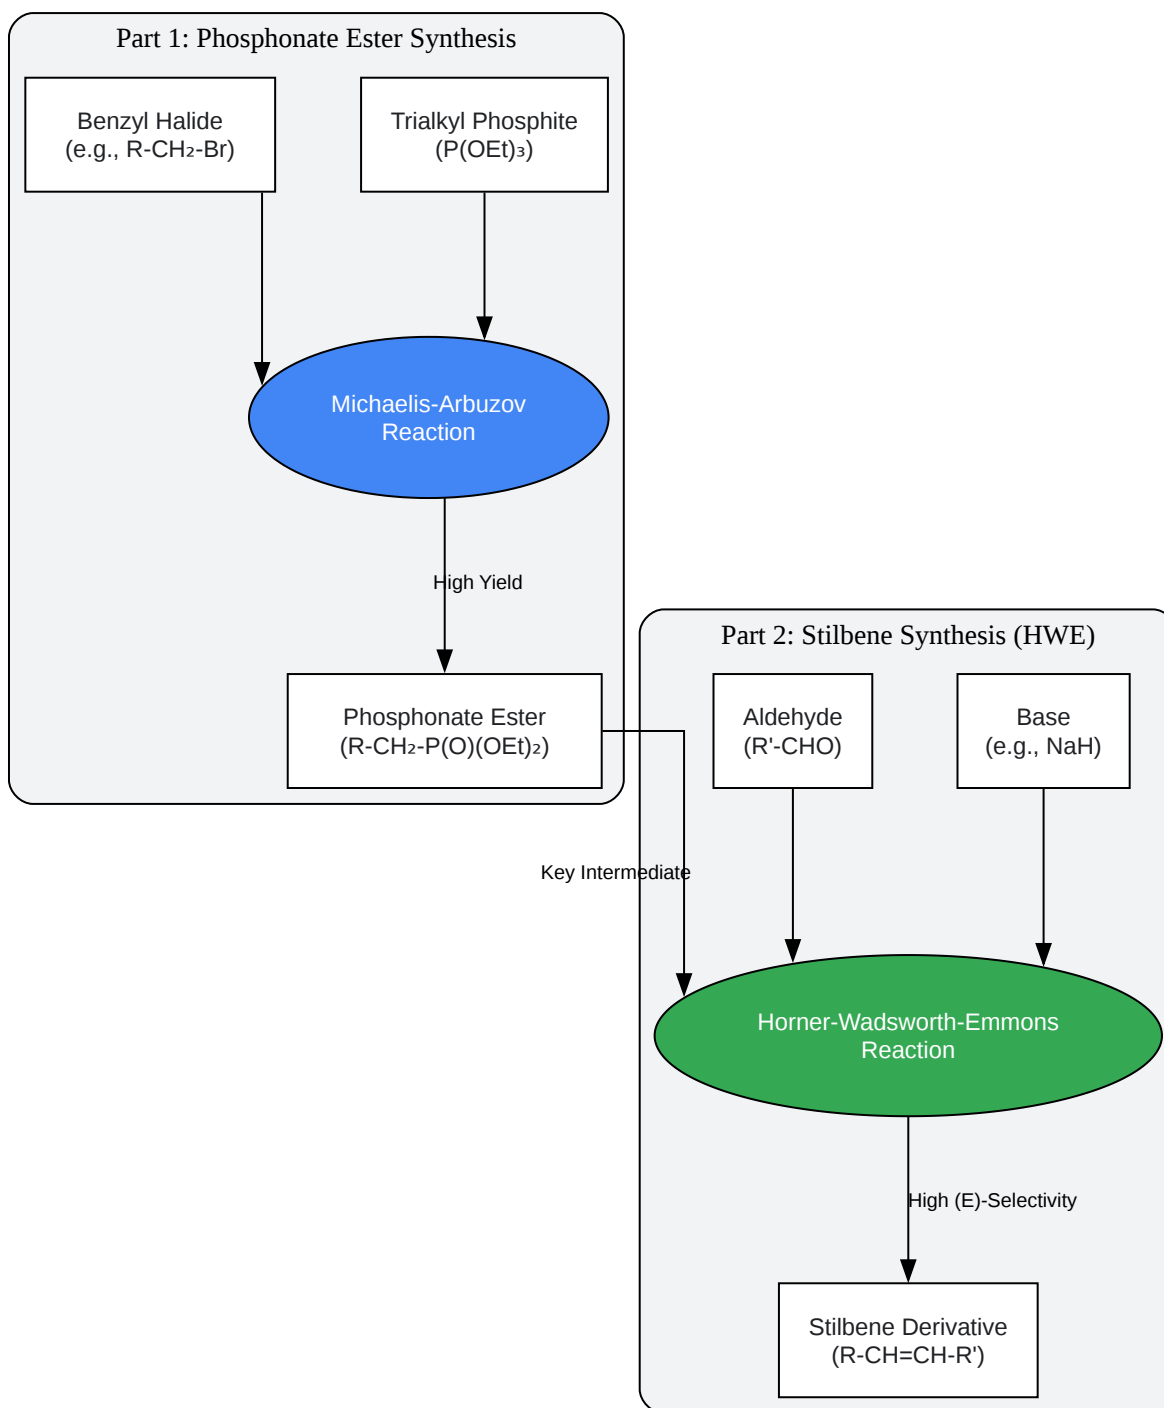 Part 1: Phosphonate Ester Synthesis
Benzyl Halide
(e.g., R-CH₂-Br)
Trialkyl Phosphite
(P(OEt)₃)
Michaelis-Arbuzov
Reaction
High Yield
Phosphonate Ester
(R-CH₂-P(O)(OEt)₂)
Key Intermediate
Part 2: Stilbene Synthesis (HWE)
Aldehyde
(R'-CHO)
Base
(e.g., NaH)
Horner-Wadsworth-Emmons
Reaction
High (E)-Selectivity
Stilbene Derivative
(R-CH=CH-R')